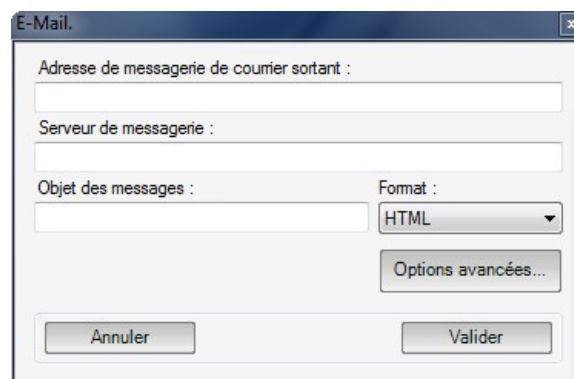 E-Mail.
Adresse de messagerie de courrier sortant :
Serveur de messagerie :
Objet des messages :
Format :
HTML
Options avancées...
Annuler
Valider